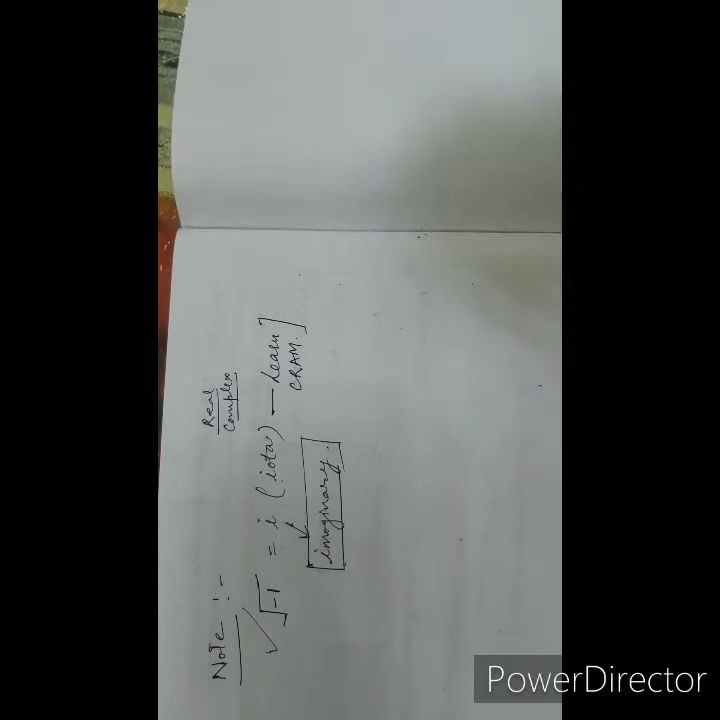 Real
Complex
Note :-
√-1 = i (iota) — Learn ]
CRAM. ]
imaginary.
PowerDirector